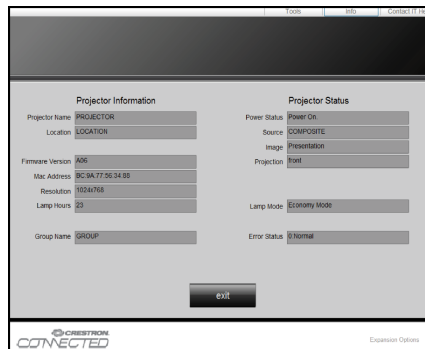 Tools Info Contact IT He
Projector Information
Projector Name PROJECTOR
Location LOCATION
Firmware Version A06
Mac Address BC:9A:77:56:34:88
Resolution 1024x768
Lamp Hours 23
Group Name GROUP
Projector Status
Power Status Power On.
Source COMPOSITE
Image Presentation
Projection front
Lamp Mode Economy Mode
Error Status 0:Normal
exit
CRESTRON
CONNECTED
Expansion Options